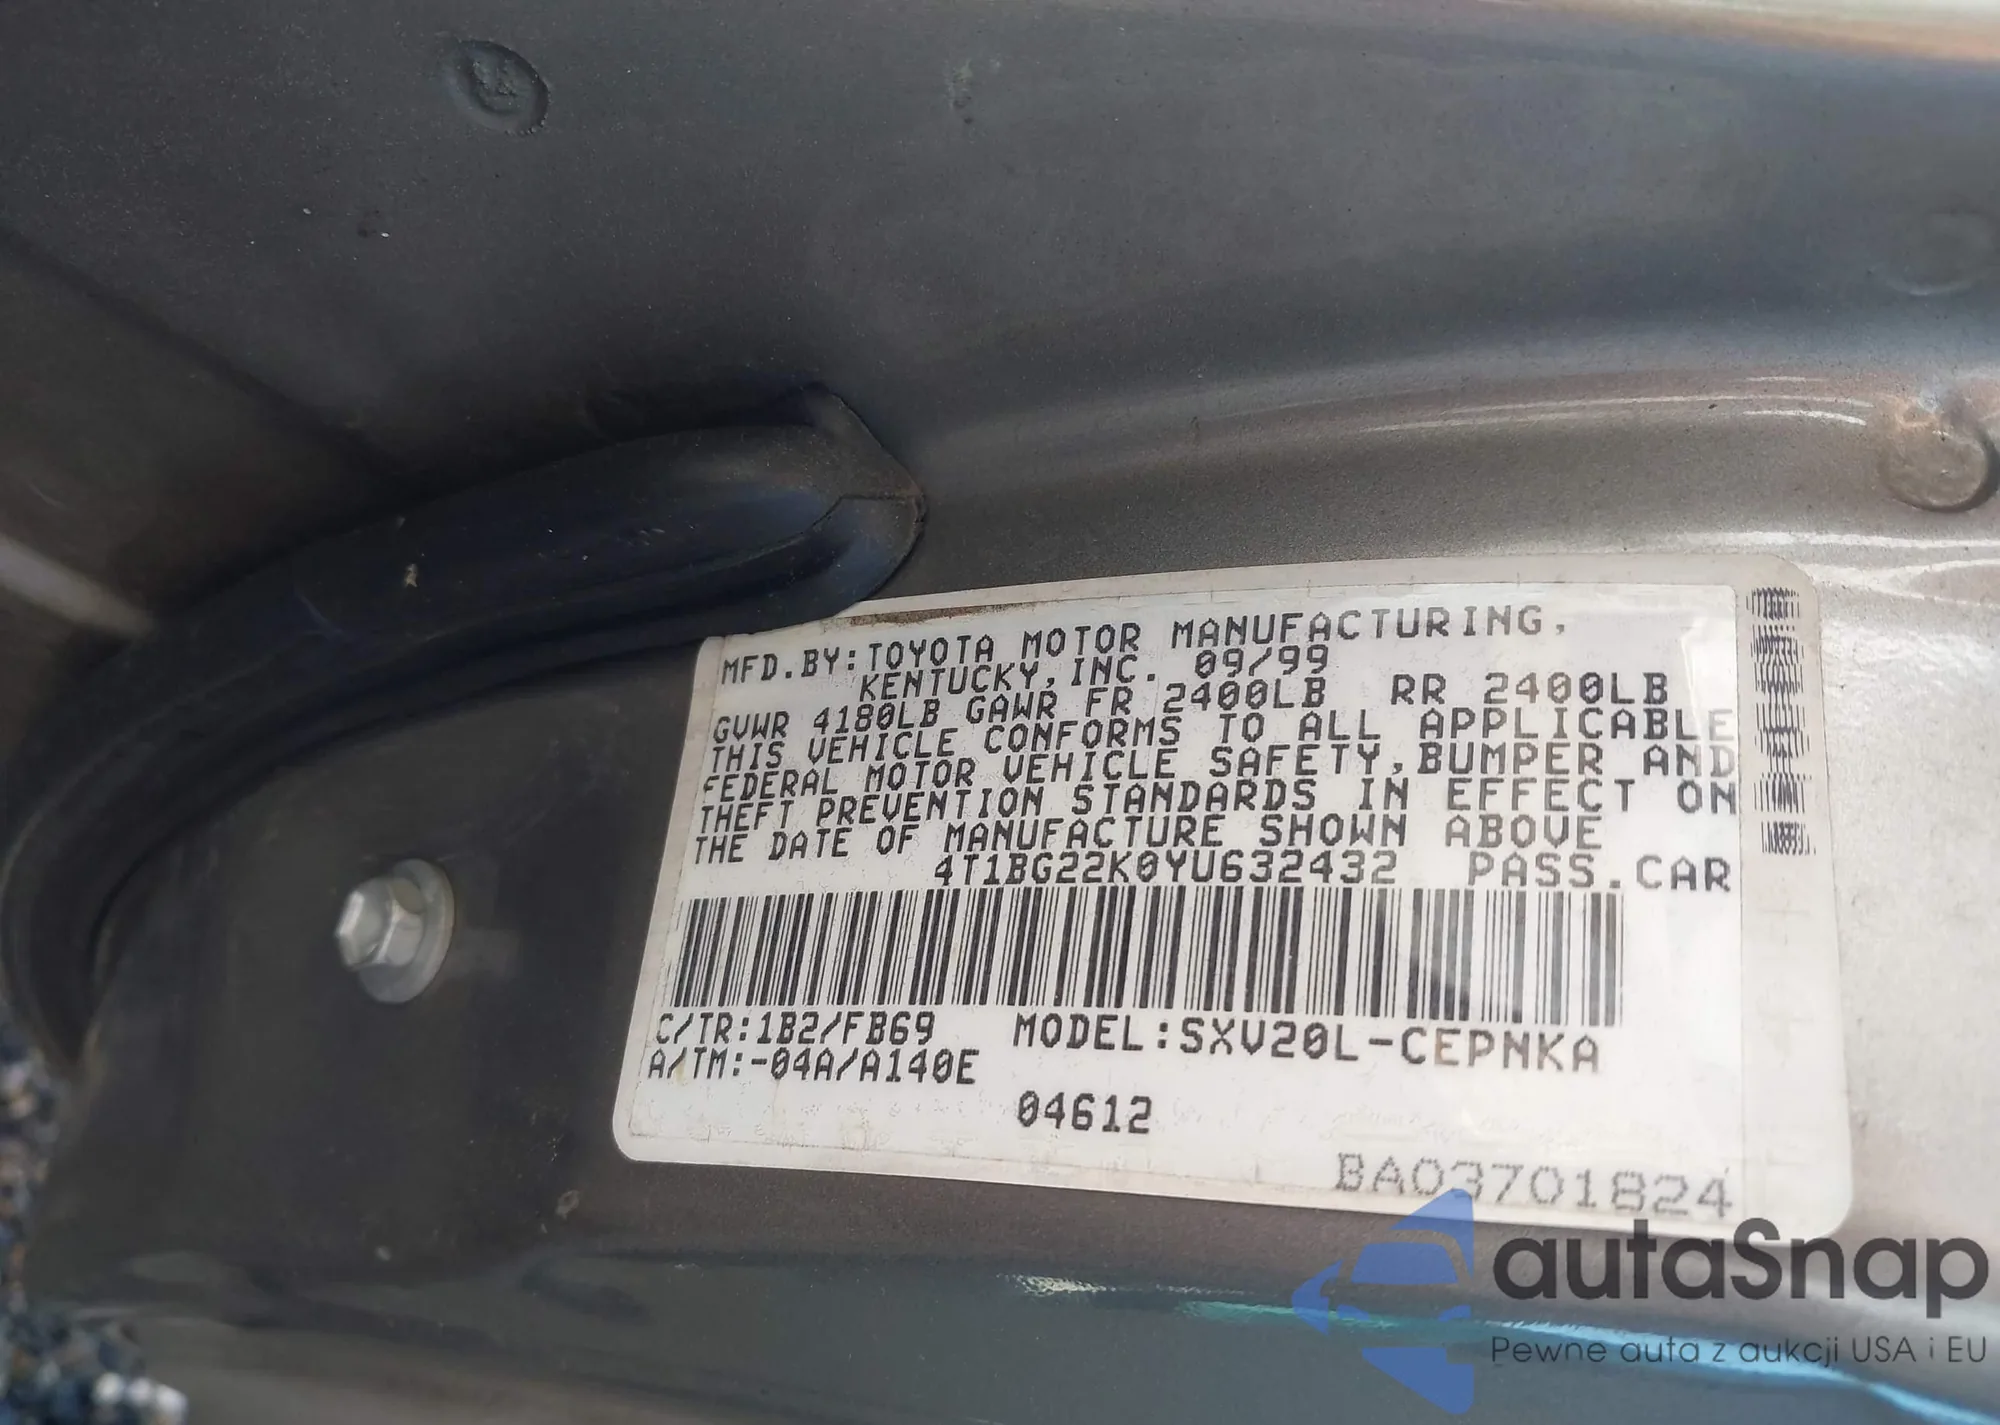 MFD.BY:TOYOTA MOTOR MANUFACTURING,
KENTUCKY,INC. 09/99
GVWR 4180LB GAWR FR 2400LB RR 2400LB
THIS VEHICLE CONFORMS TO ALL APPLICABLE
FEDERAL MOTOR VEHICLE SAFETY,BUMPER AND
THEFT PREVENTION STANDARDS IN EFFECT ON
THE DATE OF MANUFACTURE SHOWN ABOVE
4T1BG22K0YU632432 PASS.CAR
C/TR:1B2/FB69 MODEL:SXV20L-CEPNKA
A/TM:-04A/A140E
04612
BA03701824
autaSnap
Pewne auta z aukcji USA i EU